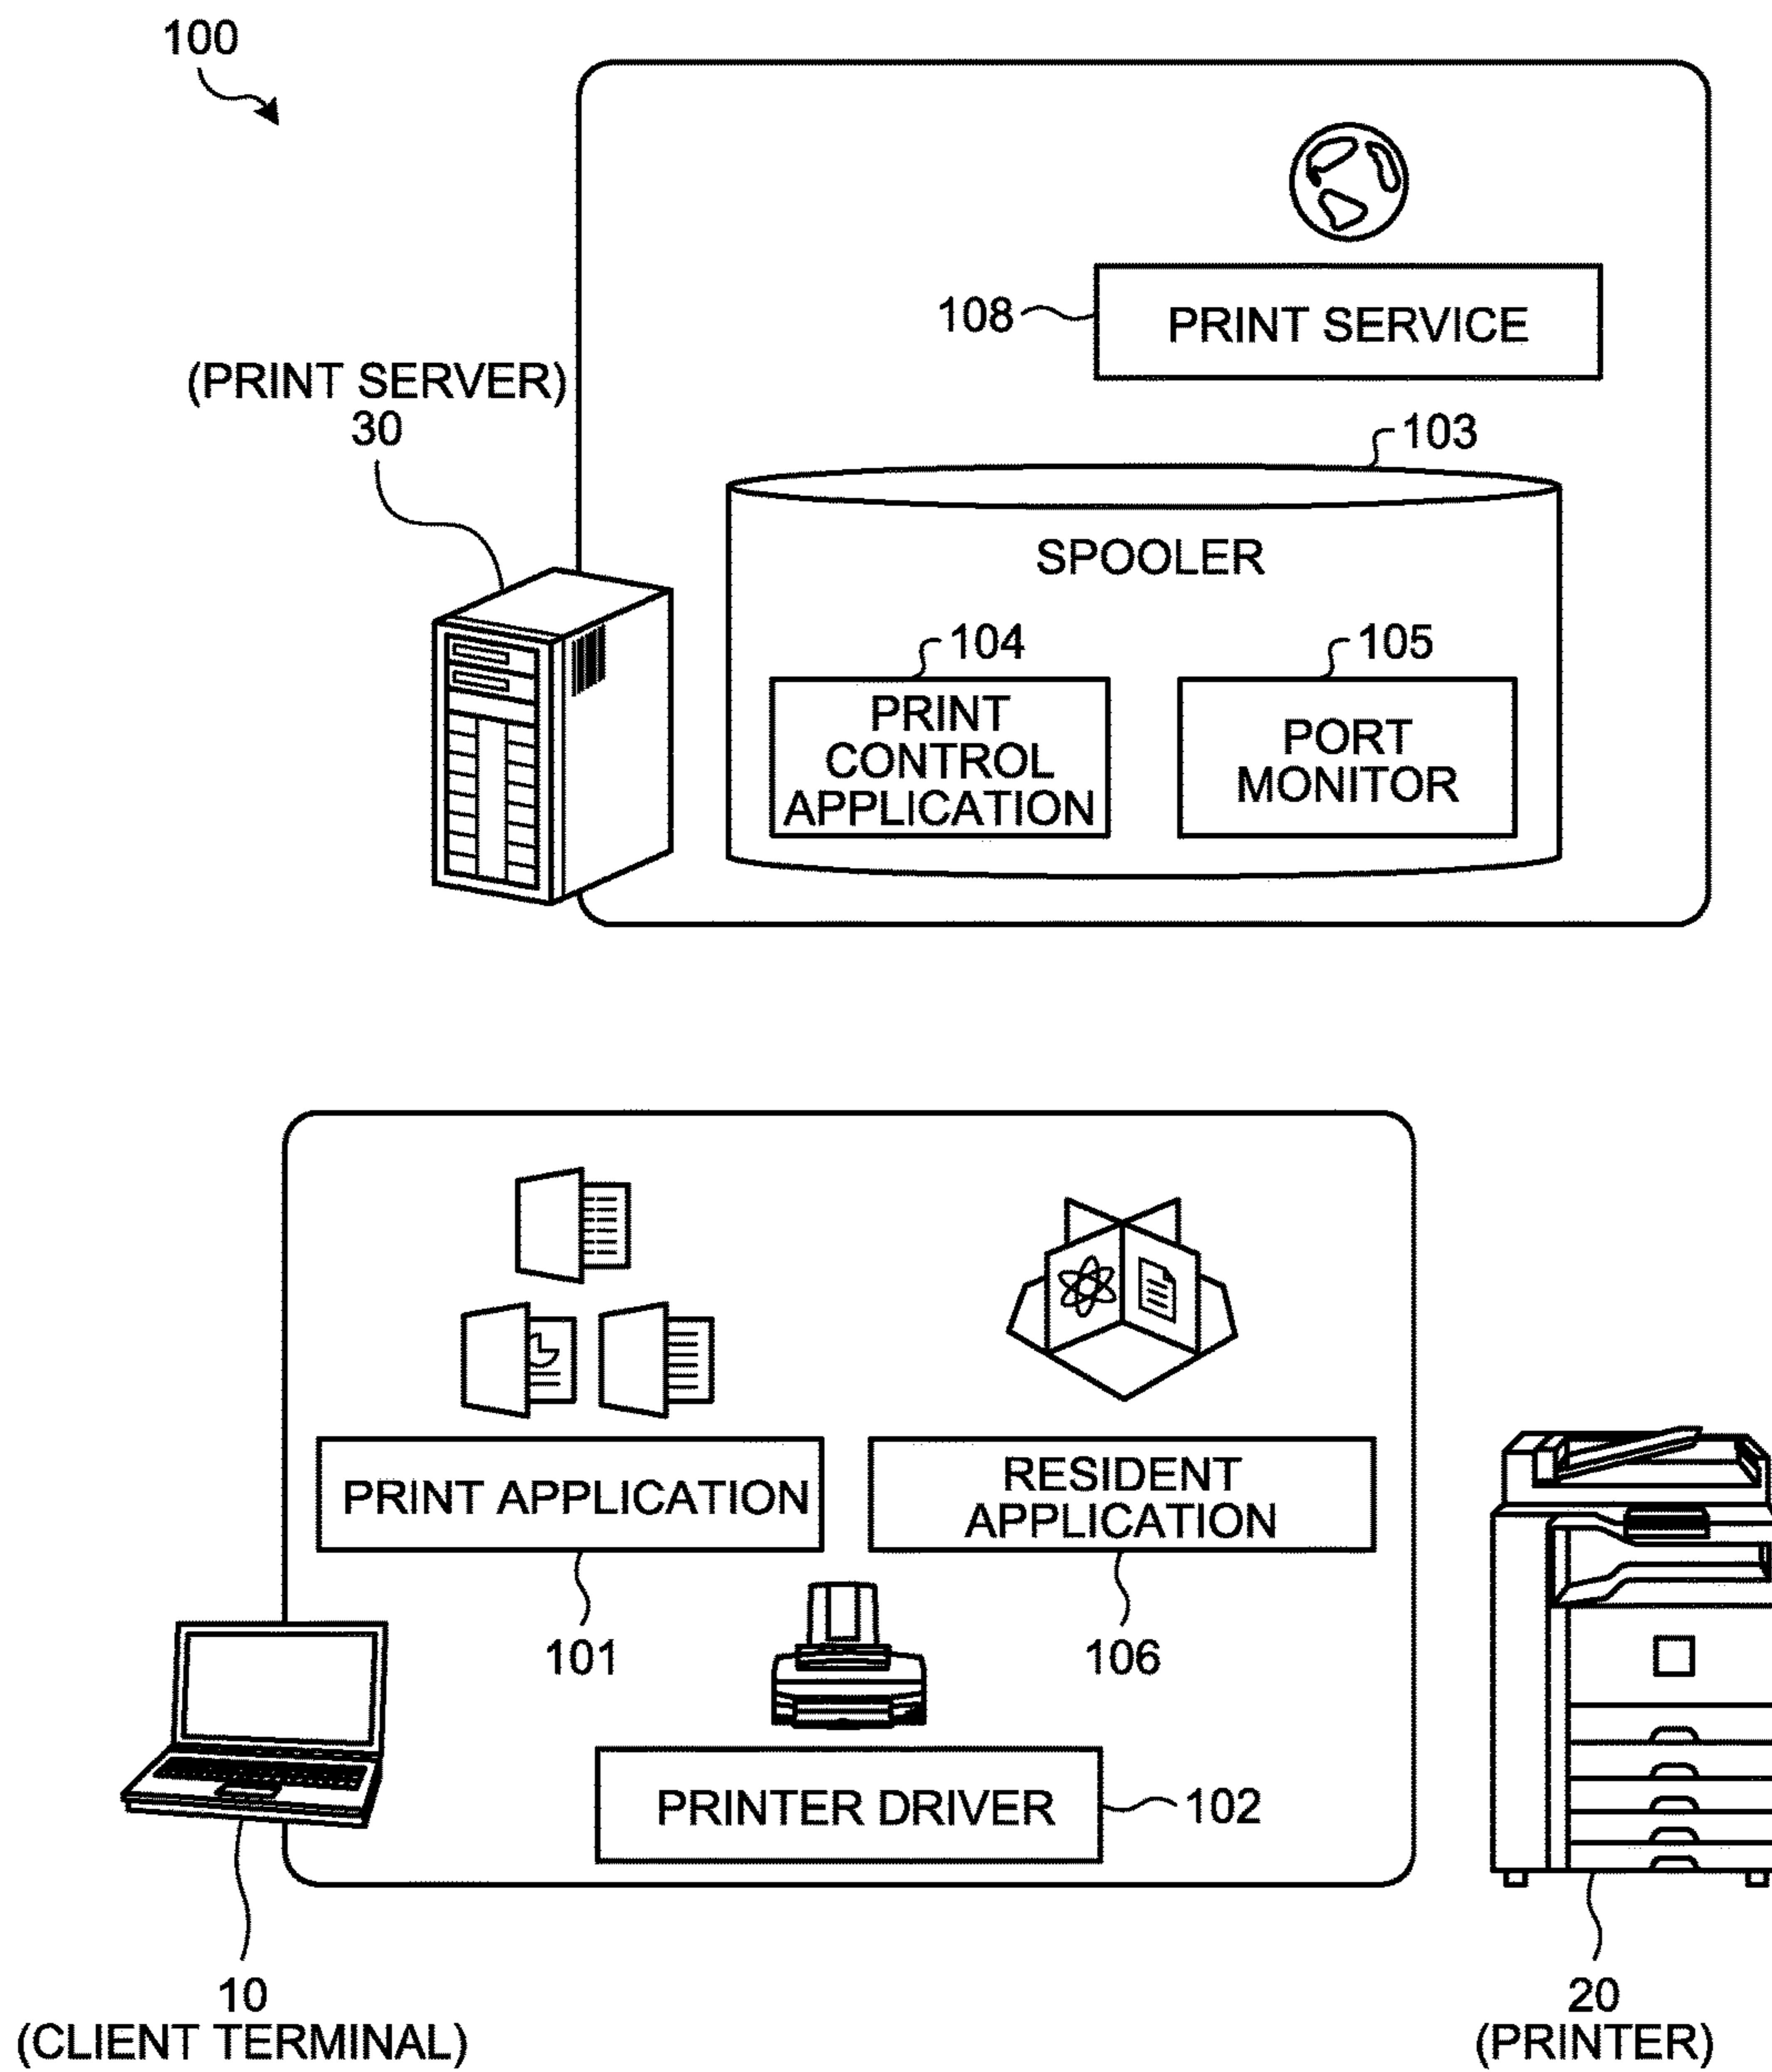 100
108
PRINT SERVICE
(PRINT SERVER)
30
103
SPOOLER
104
105
PRINT
CONTROL
APPLICATION
PORT
MONITOR
PRINT APPLICATION
RESIDENT
APPLICATION
101
106
PRINTER DRIVER
102
10
(CLIENT TERMINAL)
20
(PRINTER)